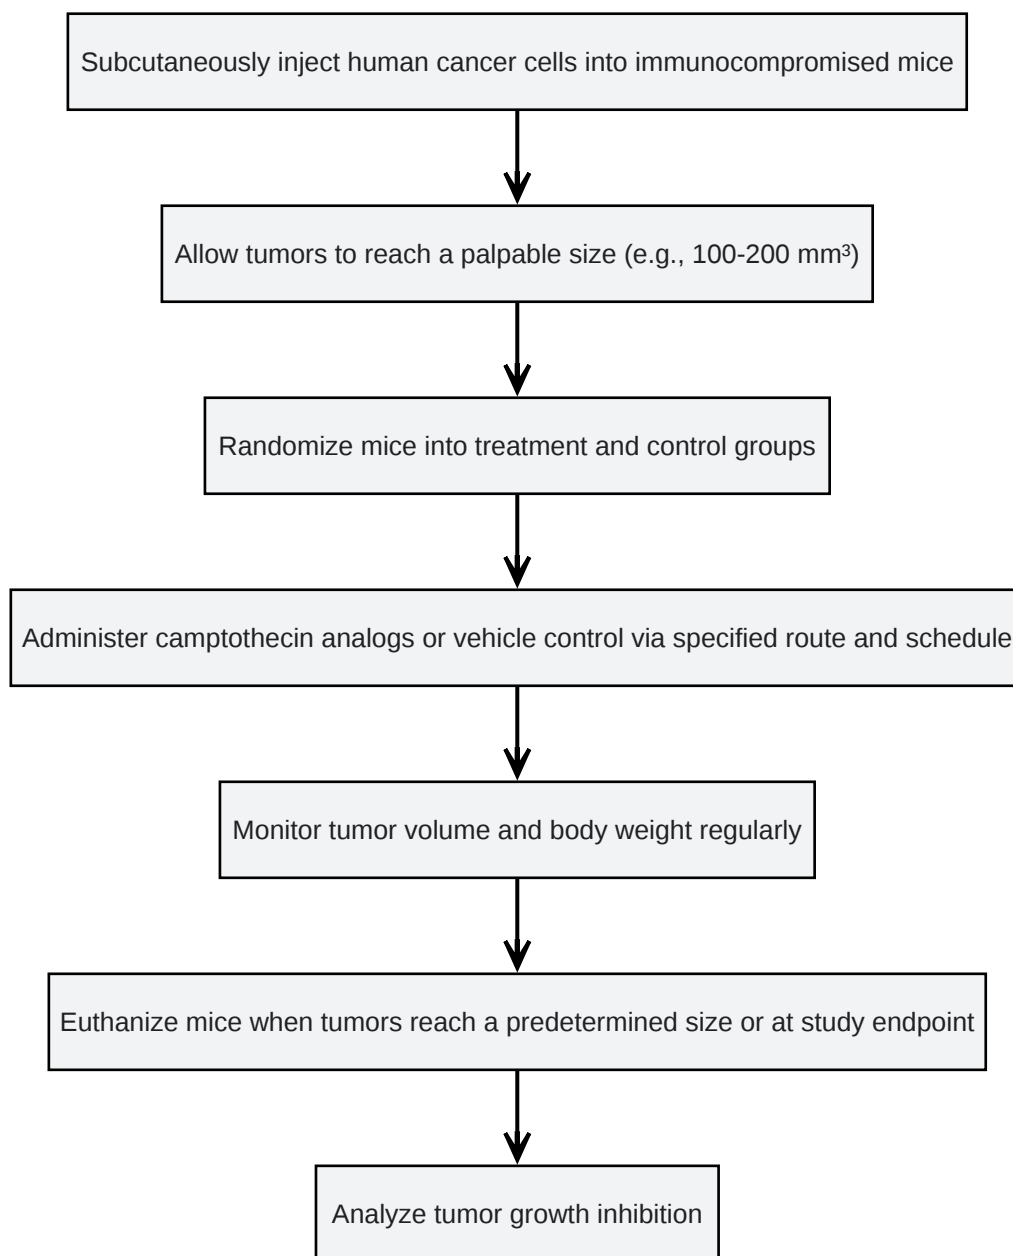 Subcutaneously inject human cancer cells into immunocompromised mice
Allow tumors to reach a palpable size (e.g., 100-200 mm³)
Randomize mice into treatment and control groups
Administer camptothecin analogs or vehicle control via specified route and schedule
Monitor tumor volume and body weight regularly
Euthanize mice when tumors reach a predetermined size or at study endpoint
Analyze tumor growth inhibition